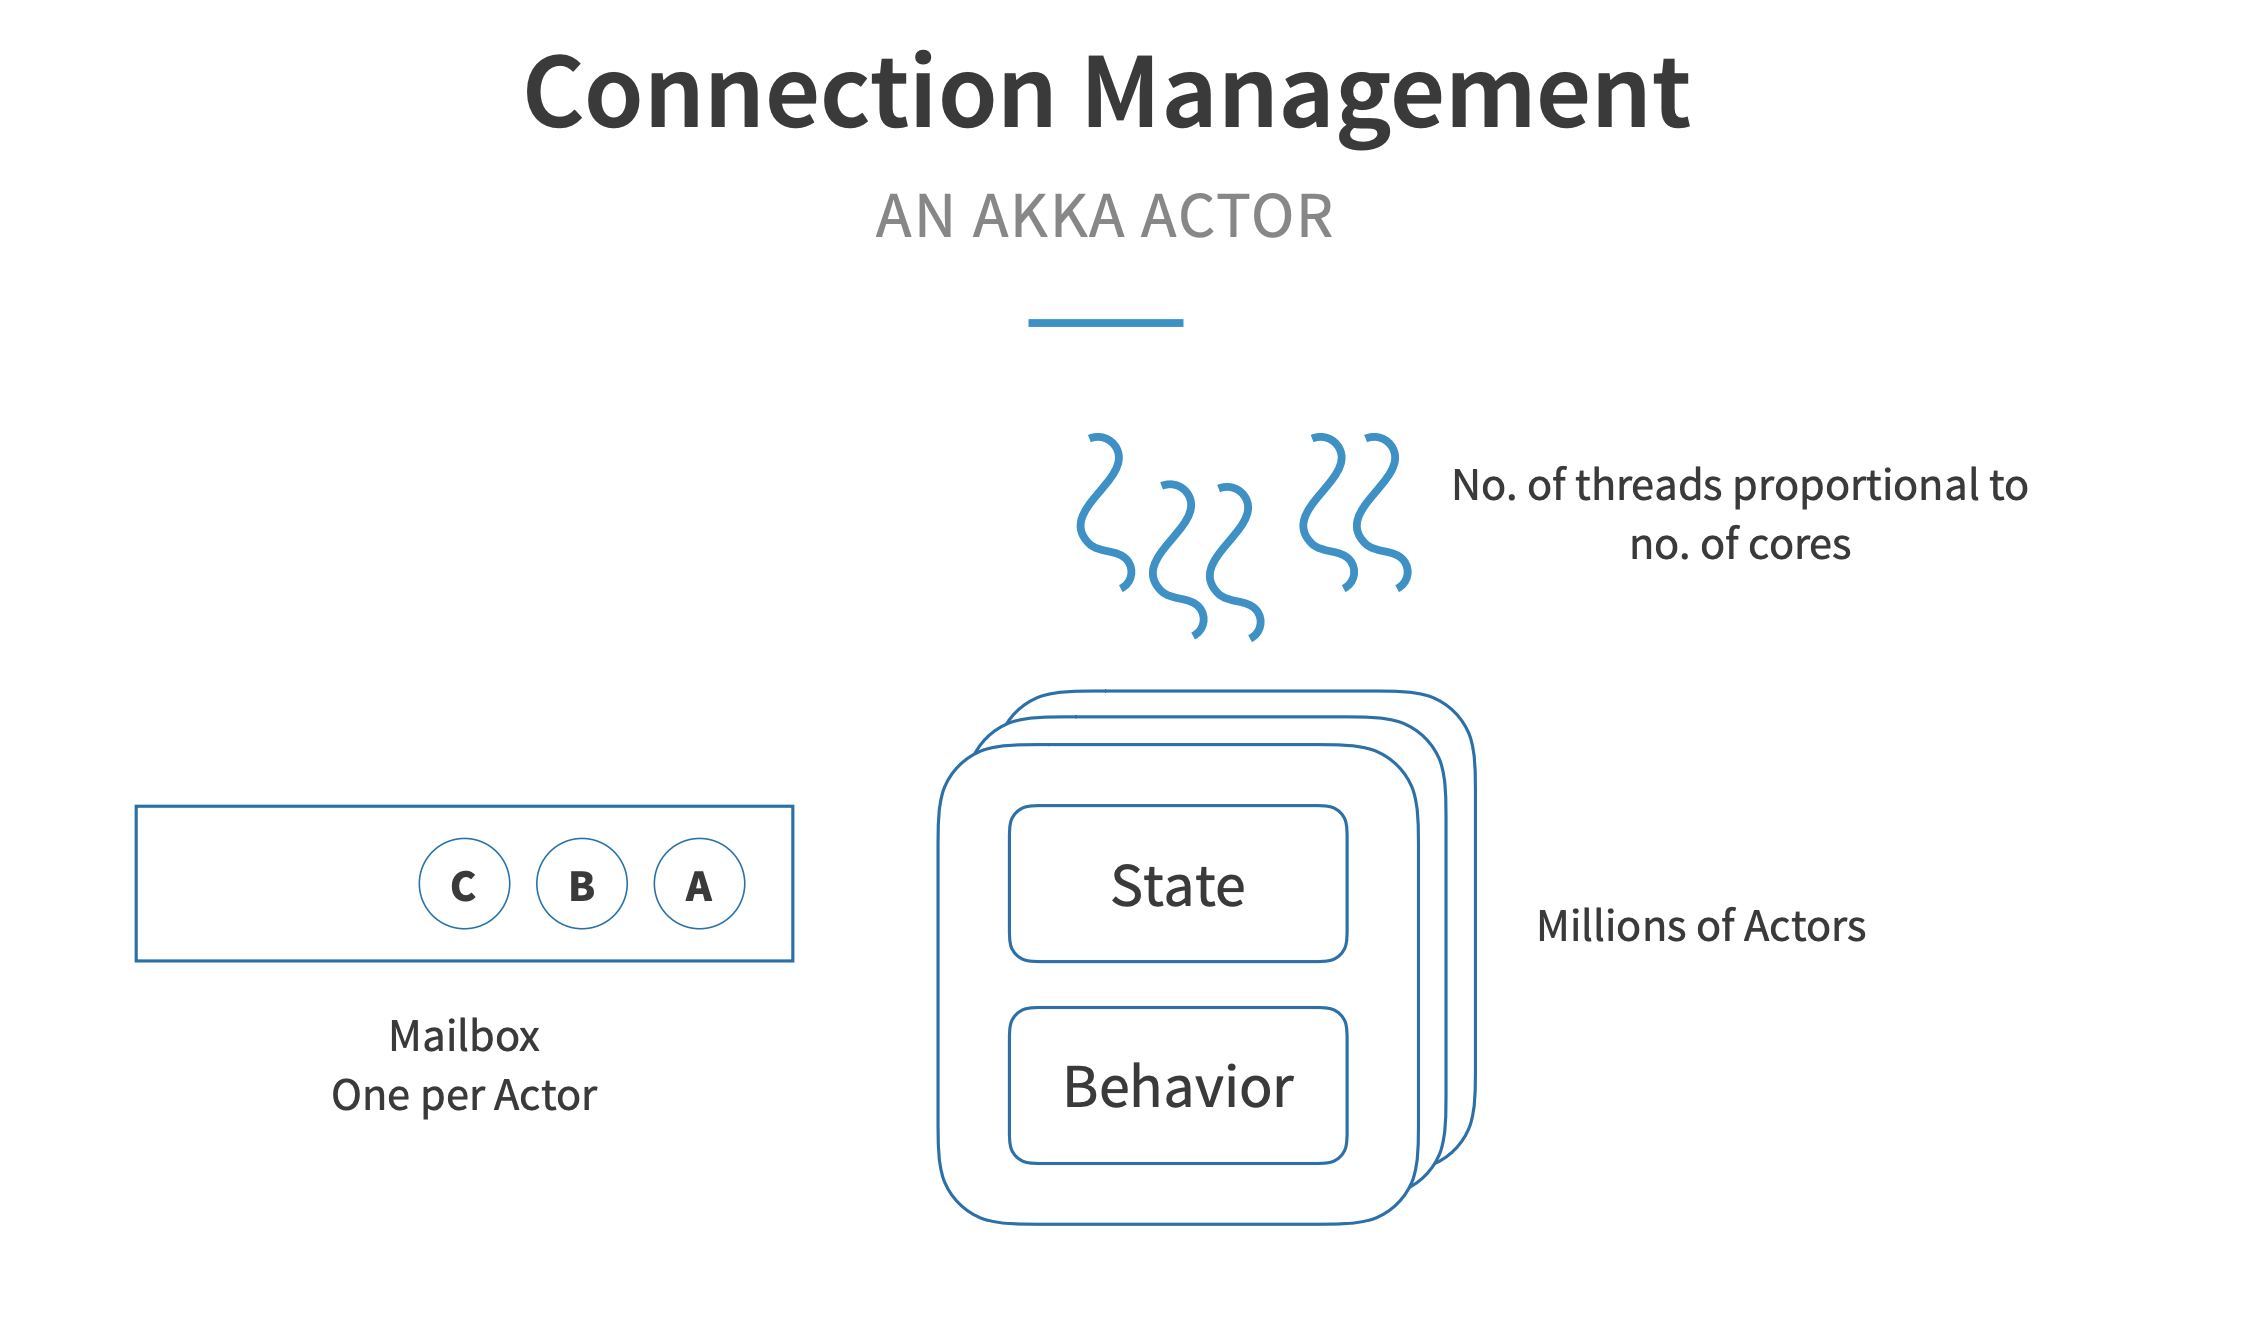 Connection Management
AN AKKA ACTOR
No. of threads proportional to
no. of cores
C B A
State
Millions of Actors
Mailbox
One per Actor
Behavior